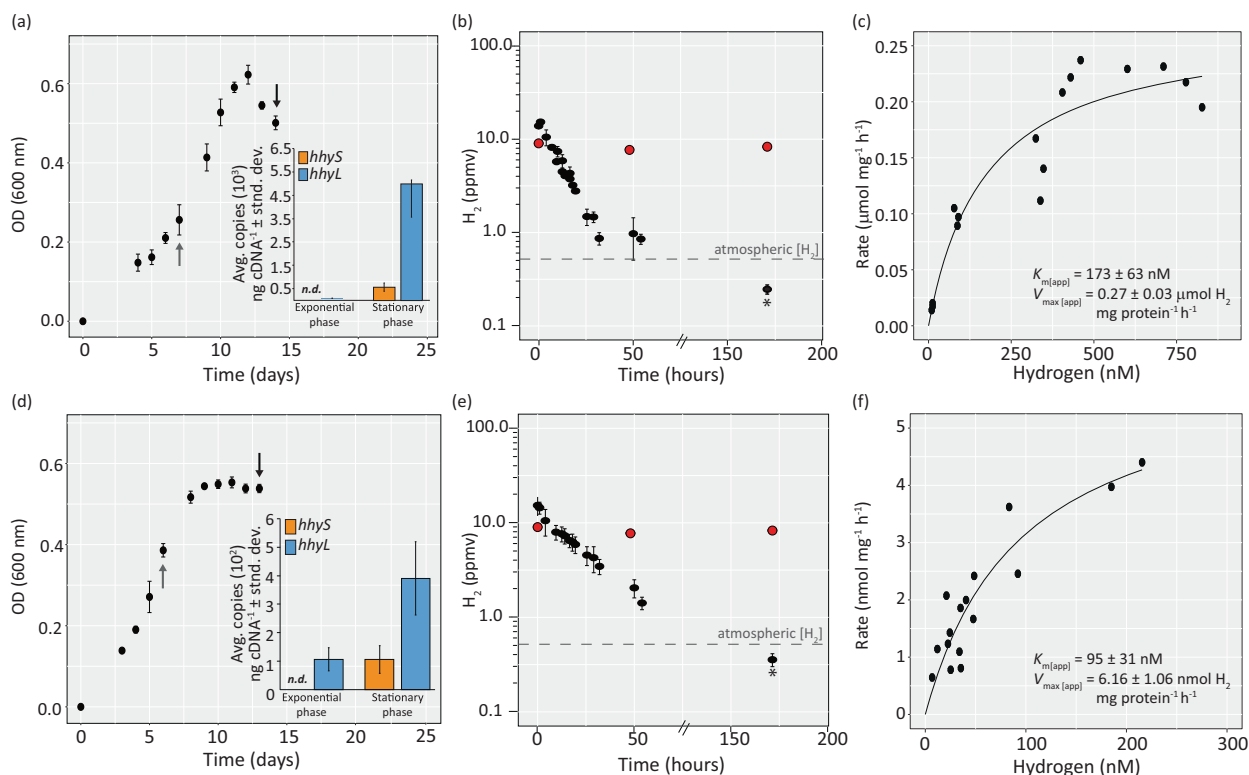 (a)
OD (600 nm)
0.6
0.4
0.2
0.0
0
5
10
15
20
25
Time (days)
Avg. copies (10³)
ng cDNA⁻¹ ± stnd. dev.
6.5
5.5
4.5
3.5
2.5
1.5
0.5
hhyS
hhyL
n.d.
Exponential phase
Stationary phase
(b)
H₂ (ppmv)
100.0
10.0
1.0
0.1
atmospheric [H₂]
*
0
50
150
200
Time (hours)
(c)
Rate (µmol mg⁻¹ h⁻¹)
0.25
0.20
0.15
0.10
0.05
0.00
Km[app] = 173 ± 63 nM
Vmax [app] = 0.27 ± 0.03 µmol H₂
mg protein⁻¹ h⁻¹
0
250
500
750
Hydrogen (nM)
(d)
OD (600 nm)
0.6
0.4
0.2
0.0
0
5
10
15
20
25
Time (days)
Avg. copies (10²)
ng cDNA⁻¹ ± stnd. dev.
6
5
4
3
2
1
0
hhyS
hhyL
n.d.
Exponential phase
Stationary phase
(e)
H₂ (ppmv)
100.0
10.0
1.0
0.1
atmospheric [H₂]
*
0
50
150
200
Time (hours)
(f)
Rate (nmol mg⁻¹ h⁻¹)
5
4
3
2
1
0
Km[app] = 95 ± 31 nM
Vmax [app] = 6.16 ± 1.06 nmol H₂
mg protein⁻¹ h⁻¹
0
100
200
300
Hydrogen (nM)